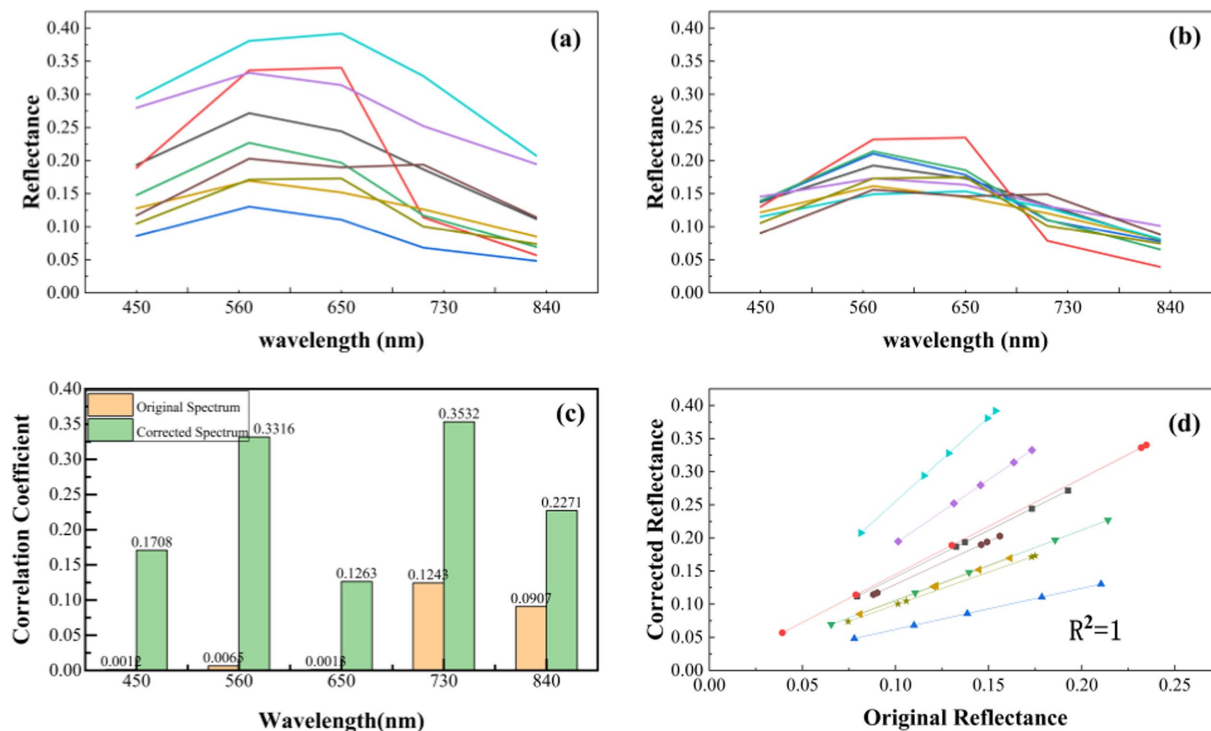 0.40
0.35
0.30
0.25
0.20
0.15
0.10
0.05
0.00
Reflectance
(a)
450 560 650 730 840
wavelength (nm)
0.40
0.35
0.30
0.25
0.20
0.15
0.10
0.05
0.00
Reflectance
(b)
450 560 650 730 840
wavelength (nm)
0.40
0.35
0.30
0.25
0.20
0.15
0.10
0.05
0.00
Correlation Coefficient
Original Spectrum
Corrected Spectrum
(c)
0.0012 0.1708 0.0065 0.3316 0.0013 0.1263 0.1243 0.3532 0.0907 0.2271
450 560 650 730 840
Wavelength(nm)
0.40
0.35
0.30
0.25
0.20
0.15
0.10
0.05
0.00
Corrected Reflectance
(d)
R²=1
0.00 0.05 0.10 0.15 0.20 0.25
Original Reflectance